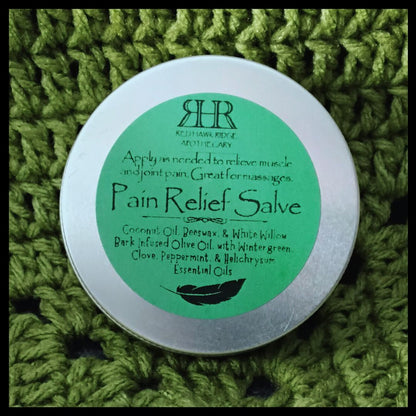 RHR
RED HAWK RIDGE
APOTHECARY
Apply as needed to relieve muscle
and joint pain. Great for massages.
Pain Relief Salve
Coconut Oil, Beeswax, & White Willow
Bark Infused Olive Oil, with Wintergreen,
Clove, Peppermint, & Helichrysum
Essential Oils